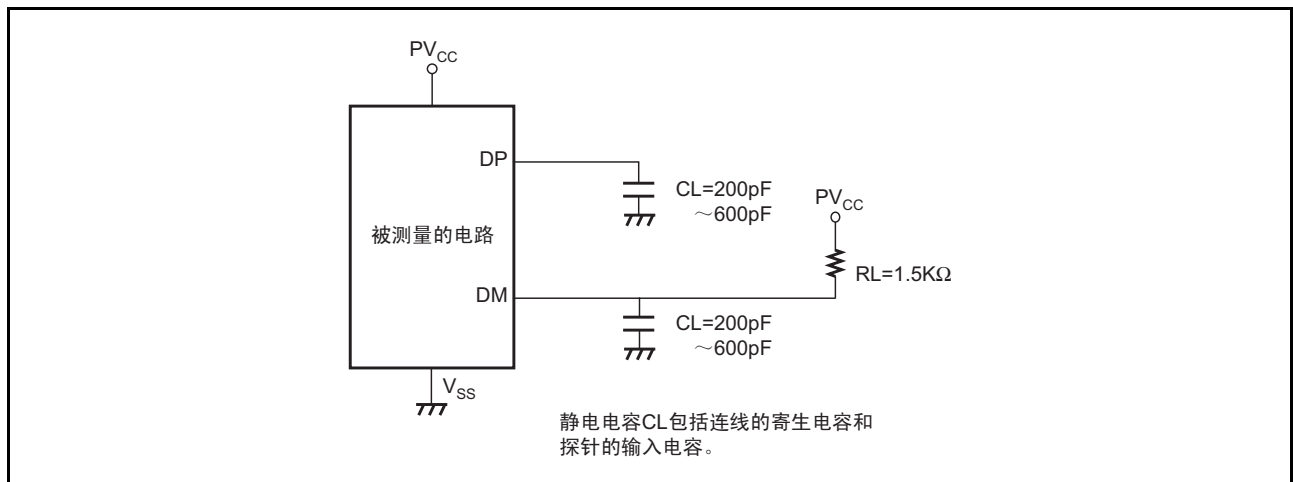 PVCC
DP
CL=200pF
～600pF
PVCC
被测量的电路
RL=1.5KΩ
DM
CL=200pF
～600pF
VSS
静电电容CL包括连线的寄生电容和
探针的输入电容。